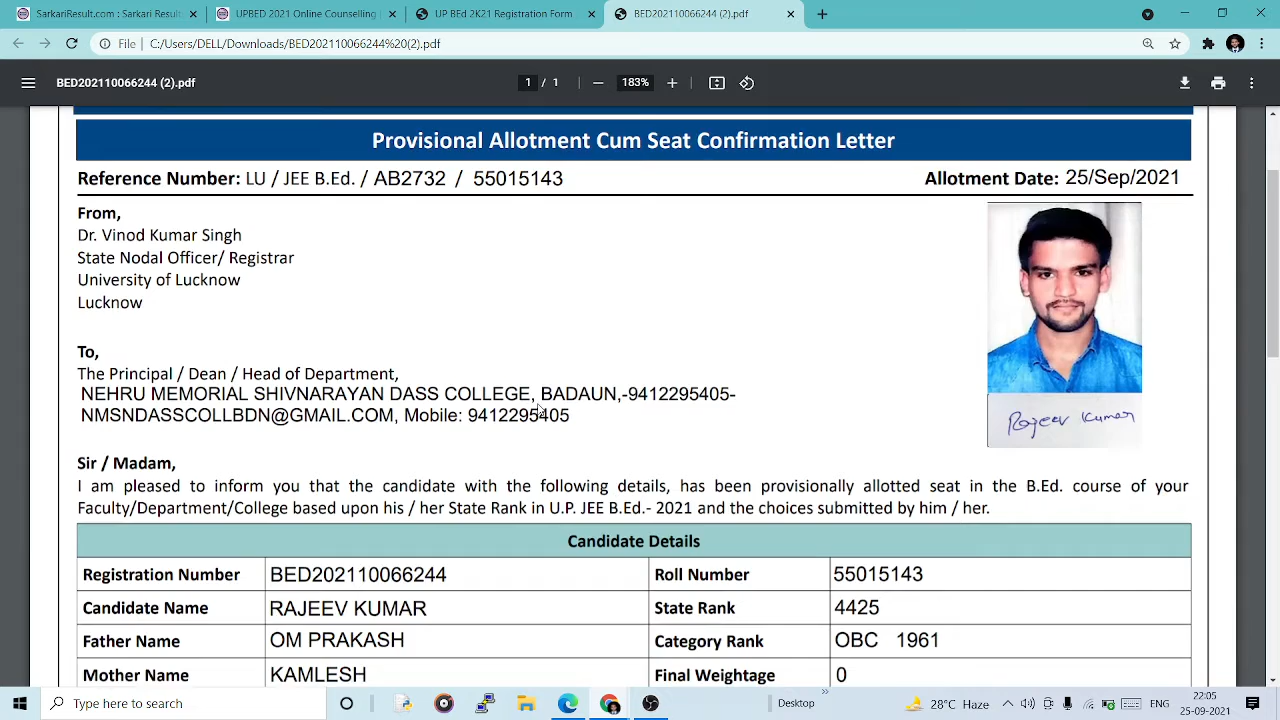 SarkariResult.com : Sarkari Result
UPBED 2021 Online Counselling
UP BEd 2K21 Registration Form
BED202110066244 (2).pdf
File | C:/Users/DELL/Downloads/BED202110066244%20(2).pdf
BED202110066244 (2).pdf
1 / 1
183%
Provisional Allotment Cum Seat Confirmation Letter
Reference Number: LU / JEE B.Ed. / AB2732 / 55015143
Allotment Date: 25/Sep/2021
From,
Dr. Vinod Kumar Singh
State Nodal Officer/ Registrar
University of Lucknow
Lucknow
To,
The Principal / Dean / Head of Department,
NEHRU MEMORIAL SHIVNARAYAN DASS COLLEGE, BADAUN,-9412295405-
NMSNDASSCOLLBDN@GMAIL.COM, Mobile: 9412295405
Rajeev Kumar
Sir / Madam,
I am pleased to inform you that the candidate with the following details, has been provisionally allotted seat in the B.Ed. course of your
Faculty/Department/College based upon his / her State Rank in U.P. JEE B.Ed.- 2021 and the choices submitted by him / her.
Candidate Details
Registration Number BED202110066244 Roll Number 55015143
Candidate Name RAJEEV KUMAR State Rank 4425
Father Name OM PRAKASH Category Rank OBC 1961
Mother Name KAMLESH Final Weightage 0
Type here to search
Desktop
28°C Haze
ENG
22:05
25-09-2021